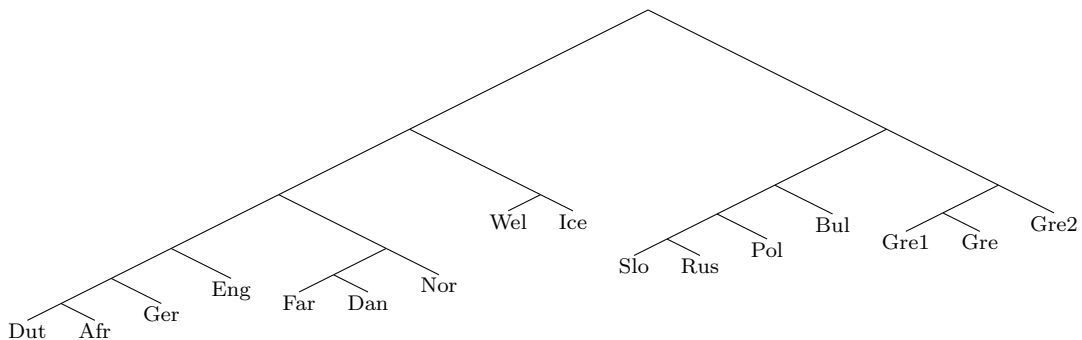 Dut
Afr
Ger
Eng
Far
Dan
Nor
Wel
Ice
Slo
Rus
Pol
Bul
Gre1
Gre
Gre2